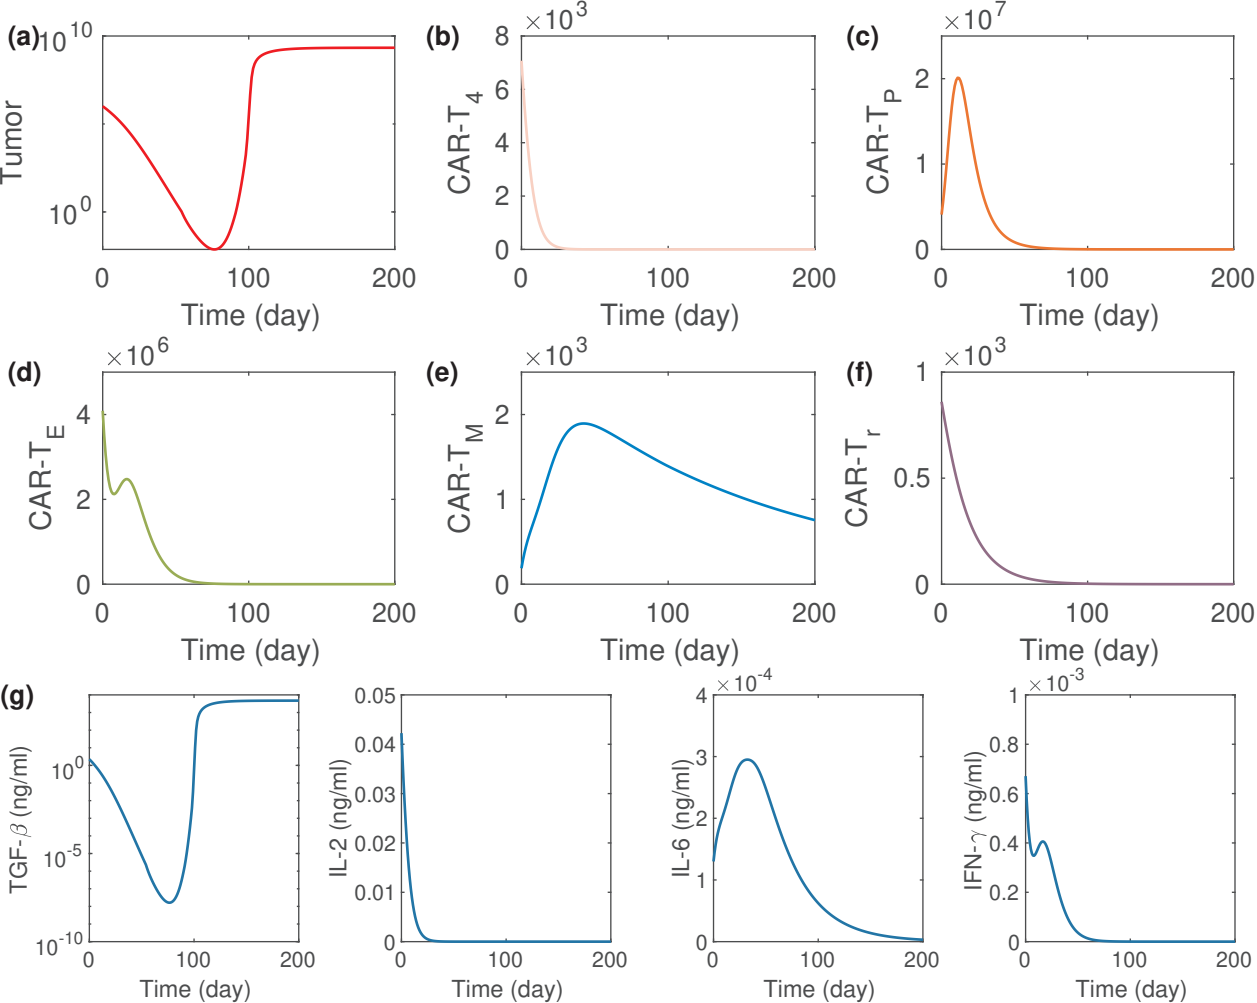 (a)
10^10
10^0
Tumor
0 100 200
Time (day)
(b)
×10^3
8
6
4
2
0
CAR-T_4
0 100 200
Time (day)
(c)
×10^7
2
1
0
CAR-T_P
0 100 200
Time (day)
(d)
×10^6
4
2
0
CAR-T_E
0 100 200
Time (day)
(e)
×10^3
2
1
0
CAR-T_M
0 100 200
Time (day)
(f)
×10^3
1
0.5
0
CAR-T_r
0 100 200
Time (day)
(g)
10^0
10^-5
10^-10
TGF-β (ng/ml)
0 100 200
Time (day)
0.05
0.04
0.03
0.02
0.01
0
IL-2 (ng/ml)
0 100 200
Time (day)
×10^-4
4
3
2
1
0
IL-6 (ng/ml)
0 100 200
Time (day)
×10^-3
1
0.8
0.6
0.4
0.2
0
IFN-γ (ng/ml)
0 100 200
Time (day)